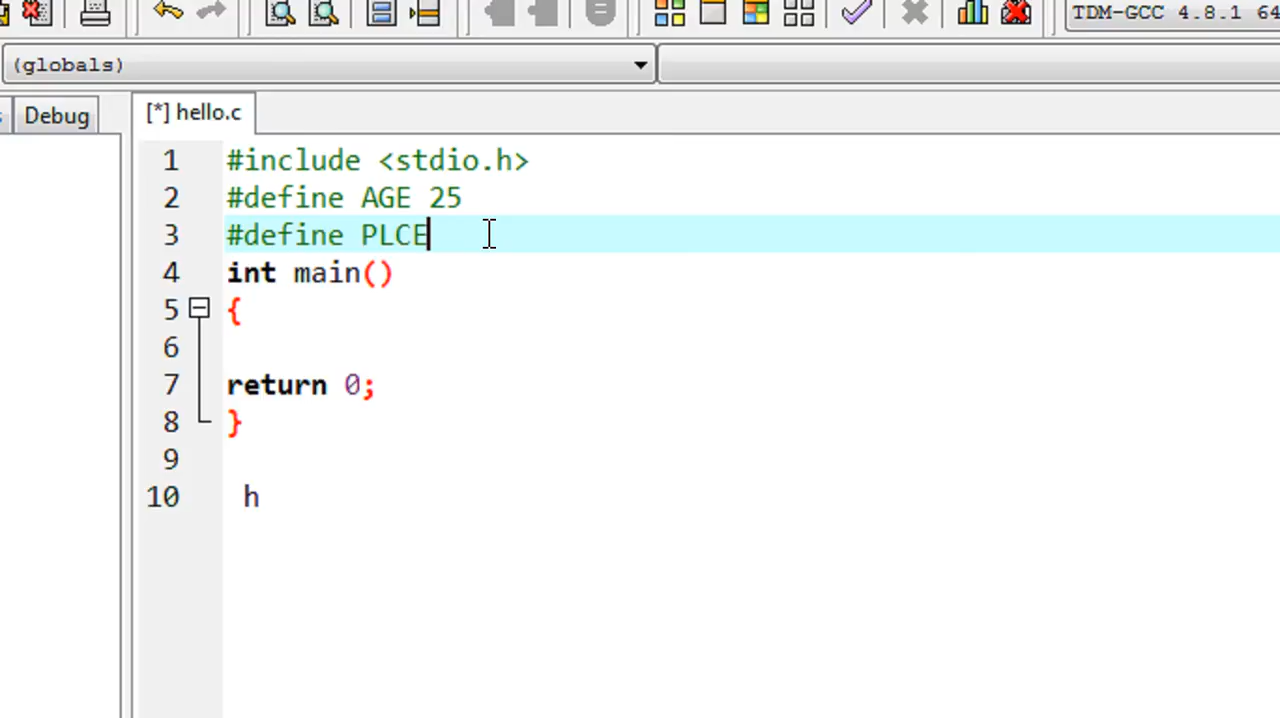 TDM-GCC 4.8.1 64
(globals)
Debug
[*] hello.c
1 #include <stdio.h>
2 #define AGE 25
3 #define PLCE
4 int main()
5 {
6
7 return 0;
8 }
9
10 h